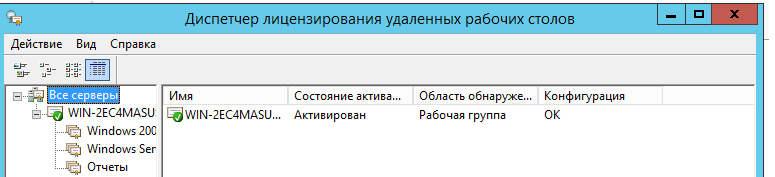 Диспетчер лицензирования удаленных рабочих столов
Действие Вид Справка
Все серверы
WIN-2EC4MASU
Windows 200
Windows Ser
Отчеты
Имя Состояние актива... Область обнаруже... Конфигурация
WIN-2EC4MASU... Активирован Рабочая группа ОК